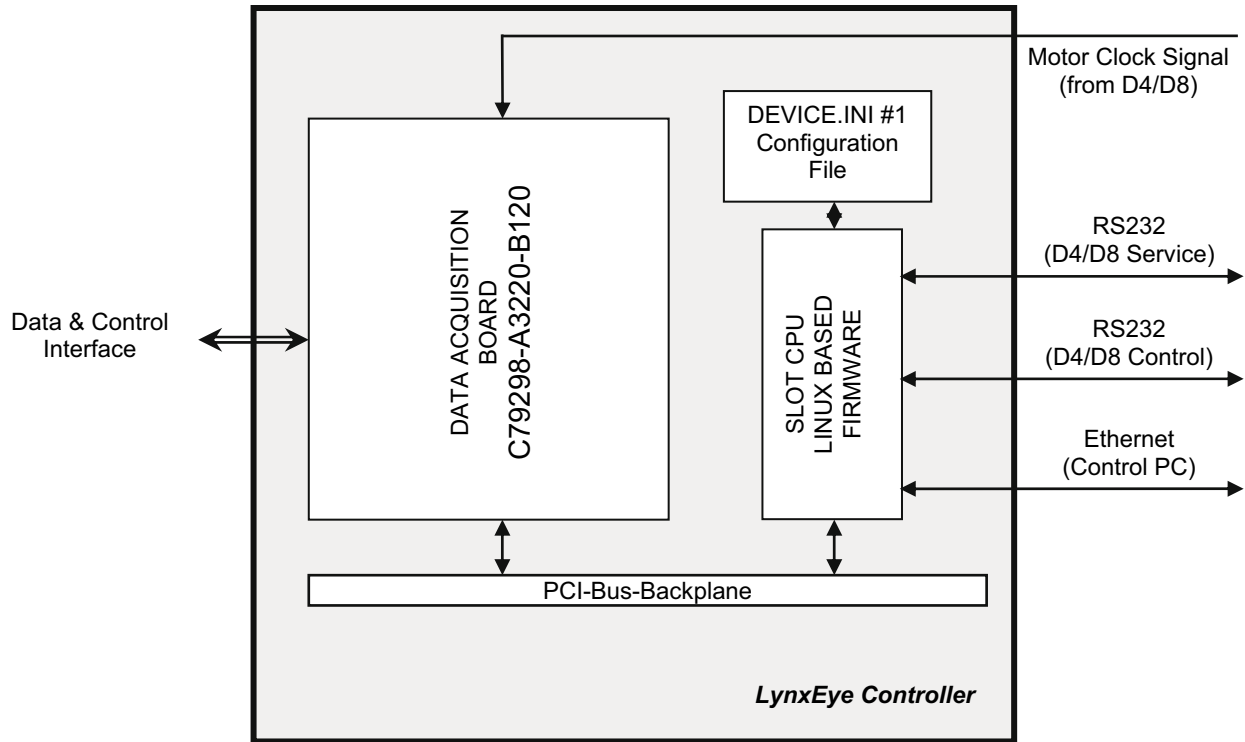 Motor Clock Signal
(from D4/D8)
DEVICE.INI #1
Configuration
File
DATA ACQUISITION
BOARD
C79298-A3220-B120
SLOT CPU
LINUX BASED
FIRMWARE
RS232
(D4/D8 Service)
RS232
(D4/D8 Control)
Ethernet
(Control PC)
Data & Control
Interface
PCI-Bus-Backplane
LynxEye Controller